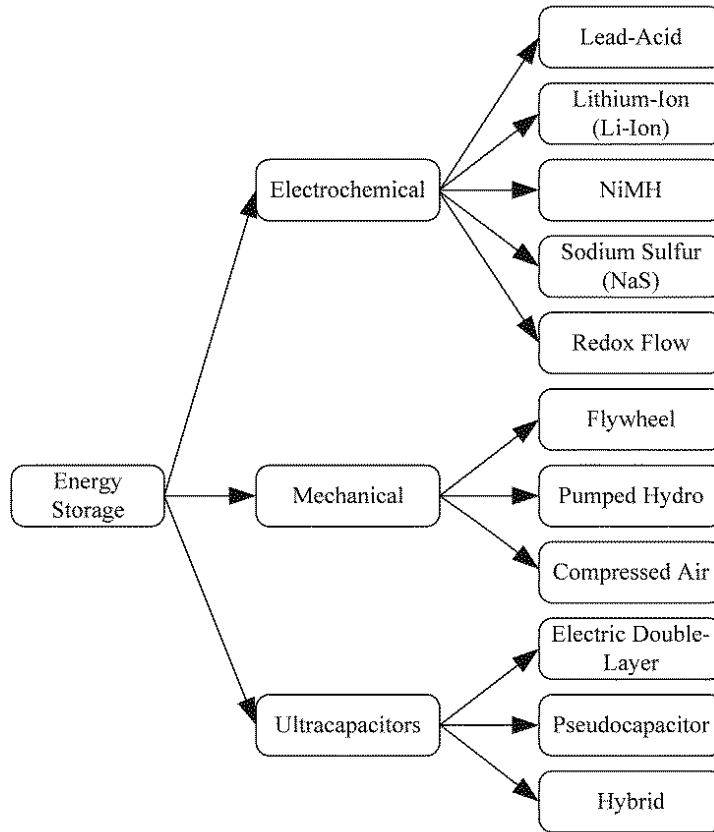 Lead-Acid
Lithium-Ion
(Li-Ion)
Electrochemical
NiMH
Sodium Sulfur
(NaS)
Redox Flow
Flywheel
Energy
Storage
Mechanical
Pumped Hydro
Compressed Air
Electric Double-
Layer
Ultracapacitors
Pseudocapacitor
Hybrid